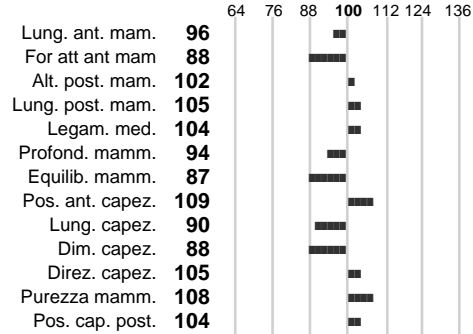 64 76 88 100 112 124 136
Lung. ant. mam. 96
For att ant mam 88
Alt. post. mam. 102
Lung. post. mam. 105
Legam. med. 104
Profond. mamm. 94
Equilib. mamm. 87
Pos. ant. capez. 109
Lung. capez. 90
Dim. capez. 88
Direz. capez. 105
Purezza mamm. 108
Pos. cap. post. 104